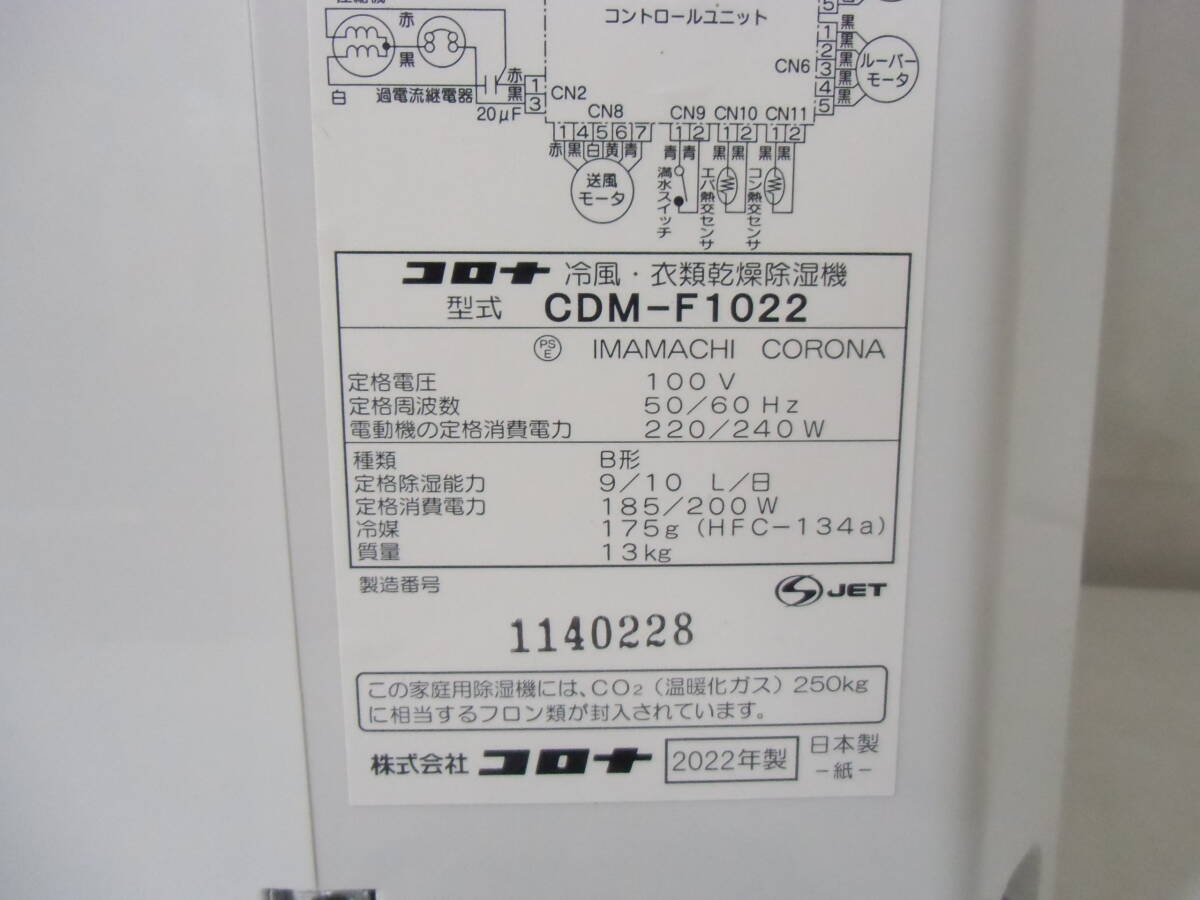 コントロールユニット
赤
黒
白
過電流継電器
赤
黒
1
3
CN2
20μF
CN8
1 4 5 6 7
赤 黒 白 黄 青
送風
モータ
CN9
1 2
青 青
満水スイッチ
CN10
1 2
黒 黒
エバ熱交センサ
CN11
1 2
黒 黒
コン熱交センサ
5
CN6
1 黒
2 黒
3 黒
4 黒
5 黒
ルーバー
モータ
コロナ 冷風・衣類乾燥除湿機
型式 CDM-F1022
PSE IMAMACHI CORONA
定格電圧 100V
定格周波数 50/60Hz
電動機の定格消費電力 220/240W
種類 B形
定格除湿能力 9/10 L/日
定格消費電力 185/200W
冷媒 175g (HFC-134a)
質量 13kg
製造番号
JET
1140228
この家庭用除湿機には、CO2(温暖化ガス)250kg
に相当するフロン類が封入されています。
株式会社 コロナ 2022年製 日本製
-紙-